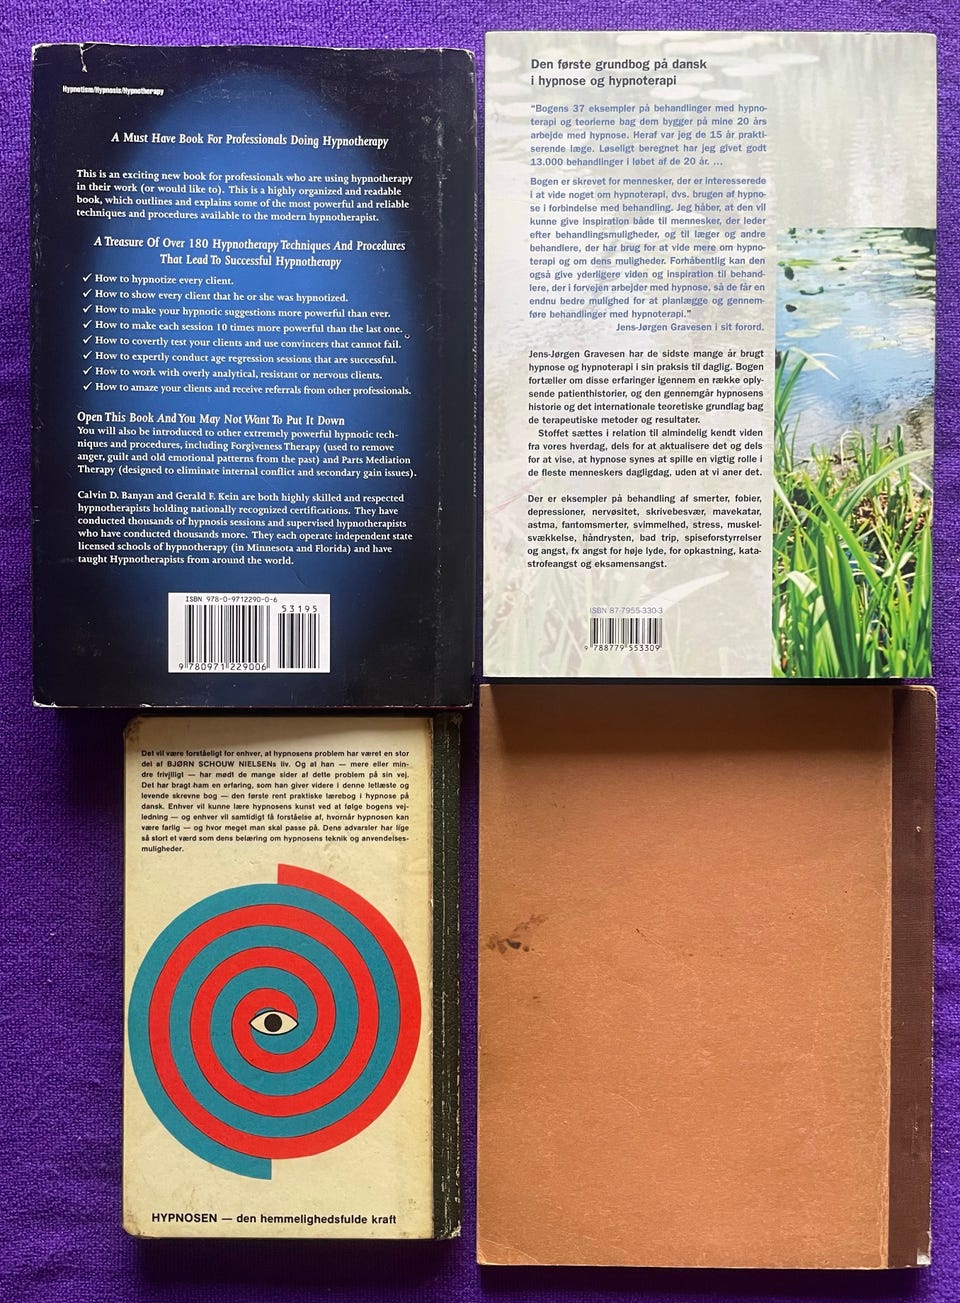 Hypnotism/Hypnosis/Hypnotherapy
A Must Have Book For Professionals Doing Hypnotherapy
This is an exciting new book for professionals who are using hypnotherapy
in their work (or would like to). This is a highly organized and readable
book, which outlines and explains some of the most powerful and reliable
techniques and procedures available to the modern hypnotherapist.
A Treasure Of Over 180 Hypnotherapy Techniques And Procedures
That Lead To Successful Hypnotherapy
✓ How to hypnotize every client.
✓ How to show every client that he or she was hypnotized.
✓ How to make your hypnotic suggestions more powerful than ever.
✓ How to make each session 10 times more powerful than the last one.
✓ How to covertly test your clients and use convincers that cannot fail.
✓ How to expertly conduct age regression sessions that are successful.
✓ How to work with overly analytical, resistant or nervous clients.
✓ How to amaze your clients and receive referrals from other professionals.
Open This Book And You May Not Want To Put It Down
You will also be introduced to other extremely powerful hypnotic tech-
niques and procedures, including Forgiveness Therapy (used to remove
anger, guilt and old emotional patterns from the past) and Parts Mediation
Therapy (designed to eliminate internal conflict and secondary gain issues).
Calvin D. Banyan and Gerald F. Kein are both highly skilled and respected
hypnotherapists holding nationally recognized certifications. They have
conducted thousands of hypnosis sessions and supervised hypnotherapists
who have conducted thousands more. They each operate independent state
licensed schools of hypnotherapy (in Minnesota and Florida) and have
taught Hypnotherapists from around the world.
ISBN 978-0-9712290-0-6
53195
9 780971 229006
Den første grundbog på dansk
i hypnose og hypnoterapi
"Bogens 37 eksempler på behandlinger med hypno-
terapi og teorierne bag dem bygger på mine 20 års
arbejde med hypnose. Heraf var jeg de 15 år prakti-
serende læge. Løseligt beregnet har jeg givet godt
13.000 behandlinger i løbet af de 20 år. ...
Bogen er skrevet for mennesker, der er interesserede
i at vide noget om hypnoterapi, dvs. brugen af hypno-
se i forbindelse med behandling. Jeg håber, at den vil
kunne give inspiration både til mennesker, der leder
efter behandlingsmuligheder, og til læger og andre
behandlere, der har brug for at vide mere om hypno-
terapi og om dens muligheder. Forhåbentlig kan den
også give yderligere viden og inspiration til behand-
lere, der i forvejen arbejder med hypnose, så de får en
endnu bedre mulighed for at planlægge og gennem-
føre behandlinger med hypnoterapi."
Jens-Jørgen Gravesen i sit forord.
Jens-Jørgen Gravesen har de sidste mange år brugt
hypnose og hypnoterapi i sin praksis til daglig. Bogen
fortæller om disse erfaringer igennem en række oply-
sende patienthistorier, og den gennemgår hypnosens
historie og det internationale teoretiske grundlag bag
de terapeutiske metoder og resultater.
Stoffet sættes i relation til almindelig kendt viden
fra vores hverdag, dels for at aktualisere det og dels
for at vise, at hypnose synes at spille en vigtig rolle i
de fleste menneskers dagligdag, uden at vi aner det.
Der er eksempler på behandling af smerter, fobier,
depressioner, nervøsitet, skrivebesvær, mavekatar,
astma, fantomsmerter, svimmelhed, stress, muskel-
svækkelse, håndrysten, bad trip, spiseforstyrrelser
og angst, fx angst for høje lyde, for opkastning, kata-
strofeangst og eksamensangst.
ISBN 87-7955-330-3
9 788779 553309
Det vil være forståeligt for enhver, at hypnosens problem har været en stor
del af BJØRN SCHOUW NIELSENs liv. Og at han — mere eller min-
dre frivjlligt — har mødt de mange sider af dette problem på sin vej.
Det har bragt ham en erfaring, som han giver videre i denne letlæste og
levende skrevne bog — den første rent praktiske lærebog i hypnose på
dansk. Enhver vil kunne lære hypnosens kunst ved at følge bogens vej-
ledning — og enhver vil samtidigt få forståelse af, hvornår hypnosen kan
være farlig — og hvor meget man skal passe på. Dens advarsler har lige
så stort et værd som dens belæring om hypnosens teknik og anvendelses-
muligheder.
HYPNOSEN — den hemmelighedsfulde kraft